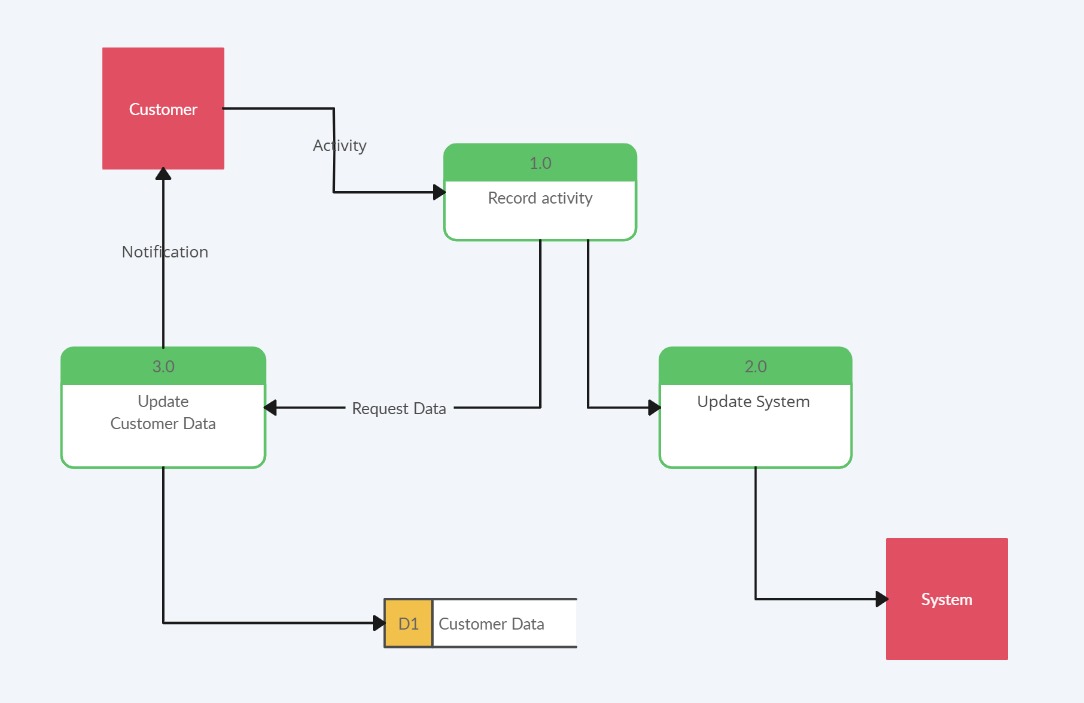 Customer
Activity
1.0
Record activity
Notification
3.0
Update
Customer Data
Request Data
2.0
Update System
System
D1
Customer Data